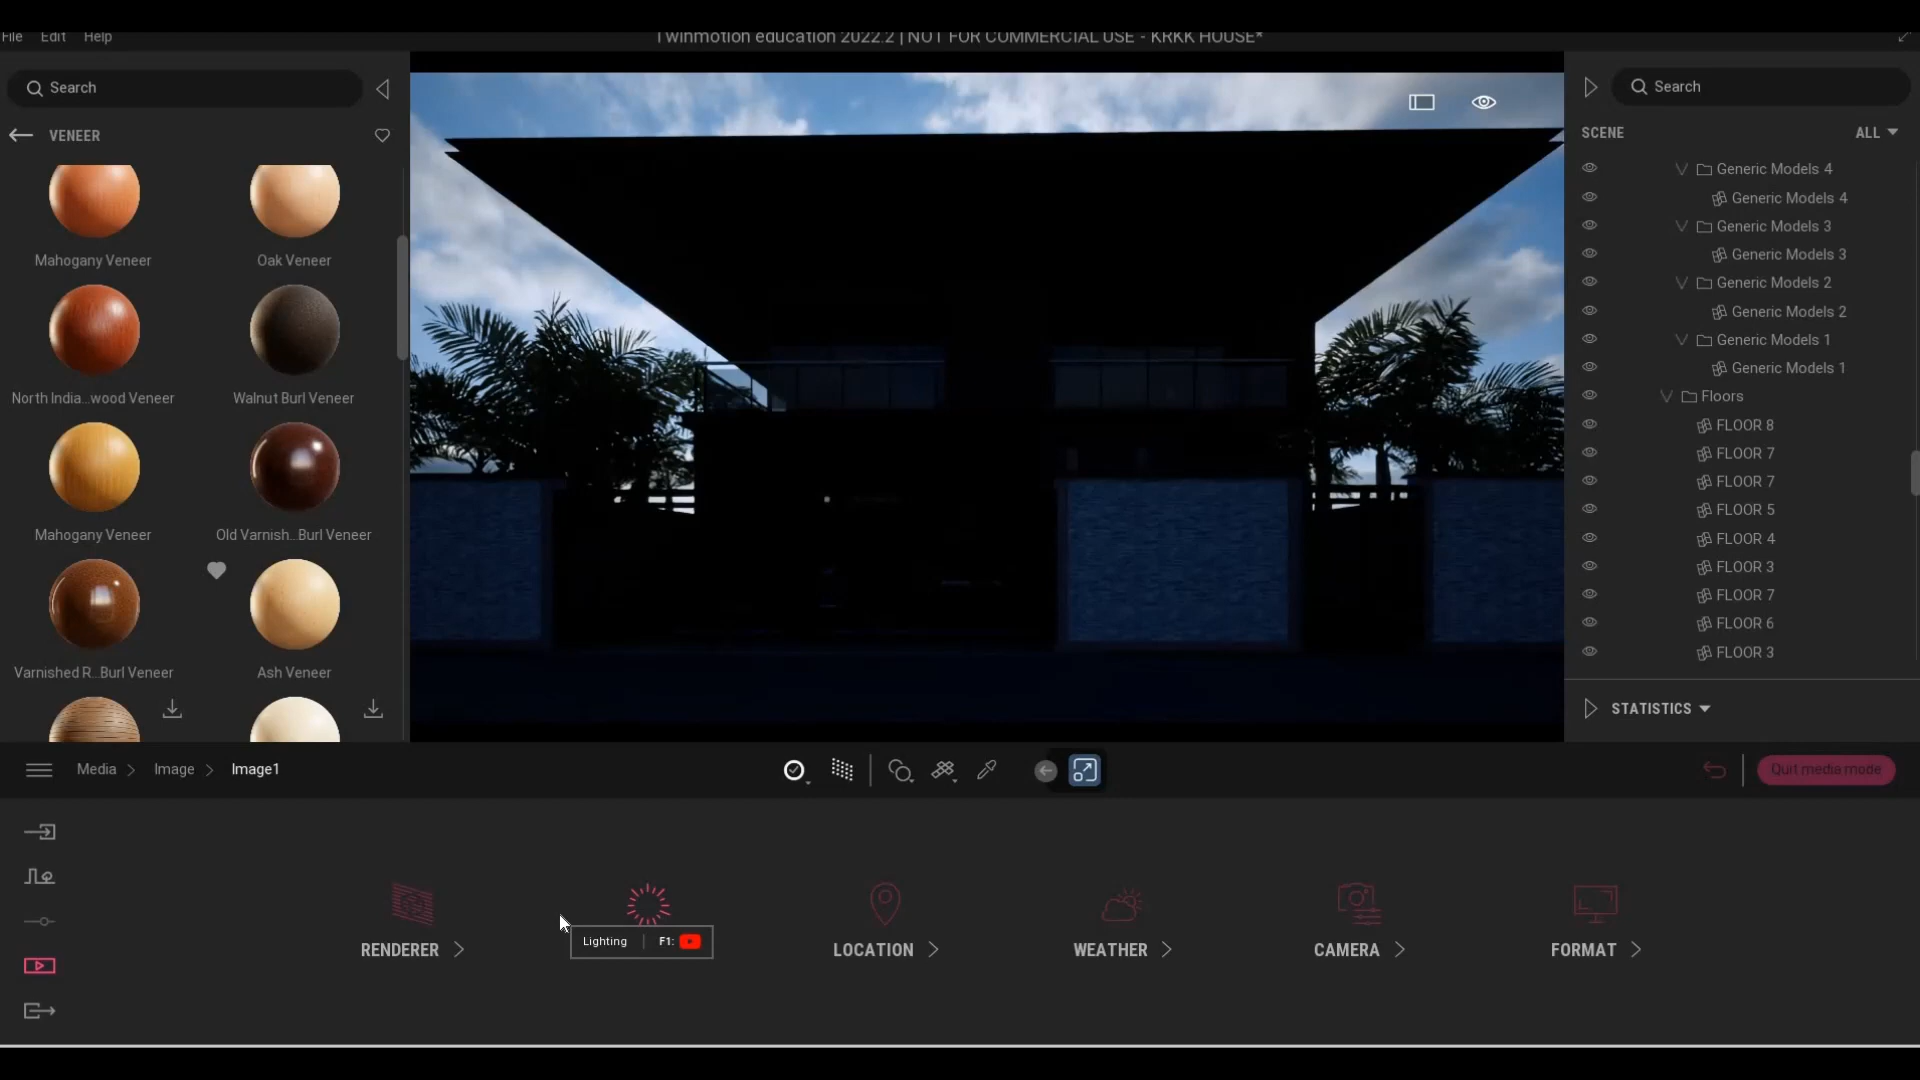 File Edit Help
Twinmotion education 2022.2 | NOT FOR COMMERCIAL USE - KRKK HOUSE*
Search
VENEER
Mahogany Veneer
Oak Veneer
North India...wood Veneer
Walnut Burl Veneer
Mahogany Veneer
Old Varnish...Burl Veneer
Varnished R...Burl Veneer
Ash Veneer
Search
SCENE ALL
Generic Models 4
Generic Models 4
Generic Models 3
Generic Models 3
Generic Models 2
Generic Models 2
Generic Models 1
Generic Models 1
Floors
FLOOR 8
FLOOR 7
FLOOR 7
FLOOR 5
FLOOR 4
FLOOR 3
FLOOR 7
FLOOR 6
FLOOR 3
STATISTICS
Media > Image > Image1
Quit media mode
RENDERER
Lighting | F1:
LOCATION
WEATHER
CAMERA
FORMAT